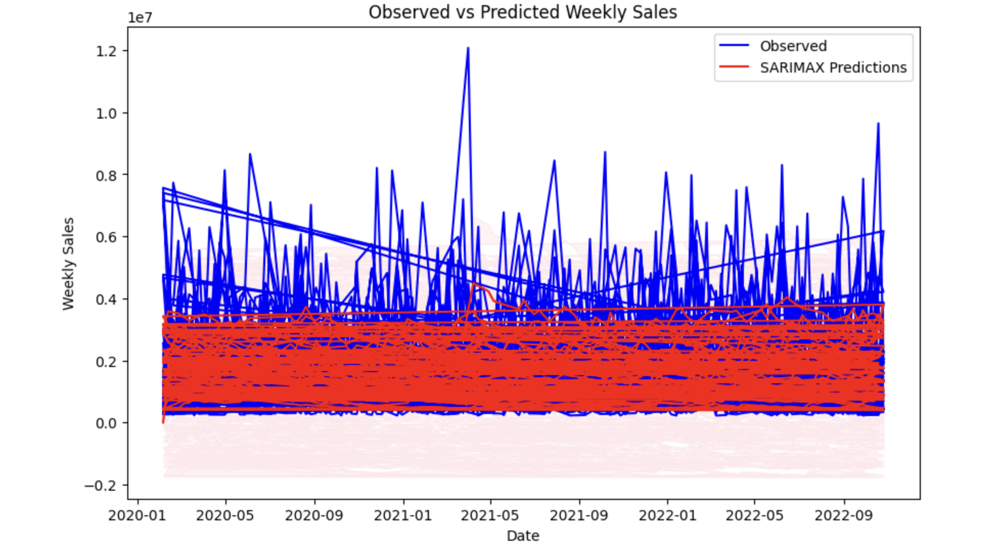 Observed vs Predicted Weekly Sales
1e7
Observed
SARIMAX Predictions
1.2
1.0
0.8
0.6
0.4
0.2
0.0
−0.2
Weekly Sales
2020-01 2020-05 2020-09 2021-01 2021-05 2021-09 2022-01 2022-05 2022-09
Date